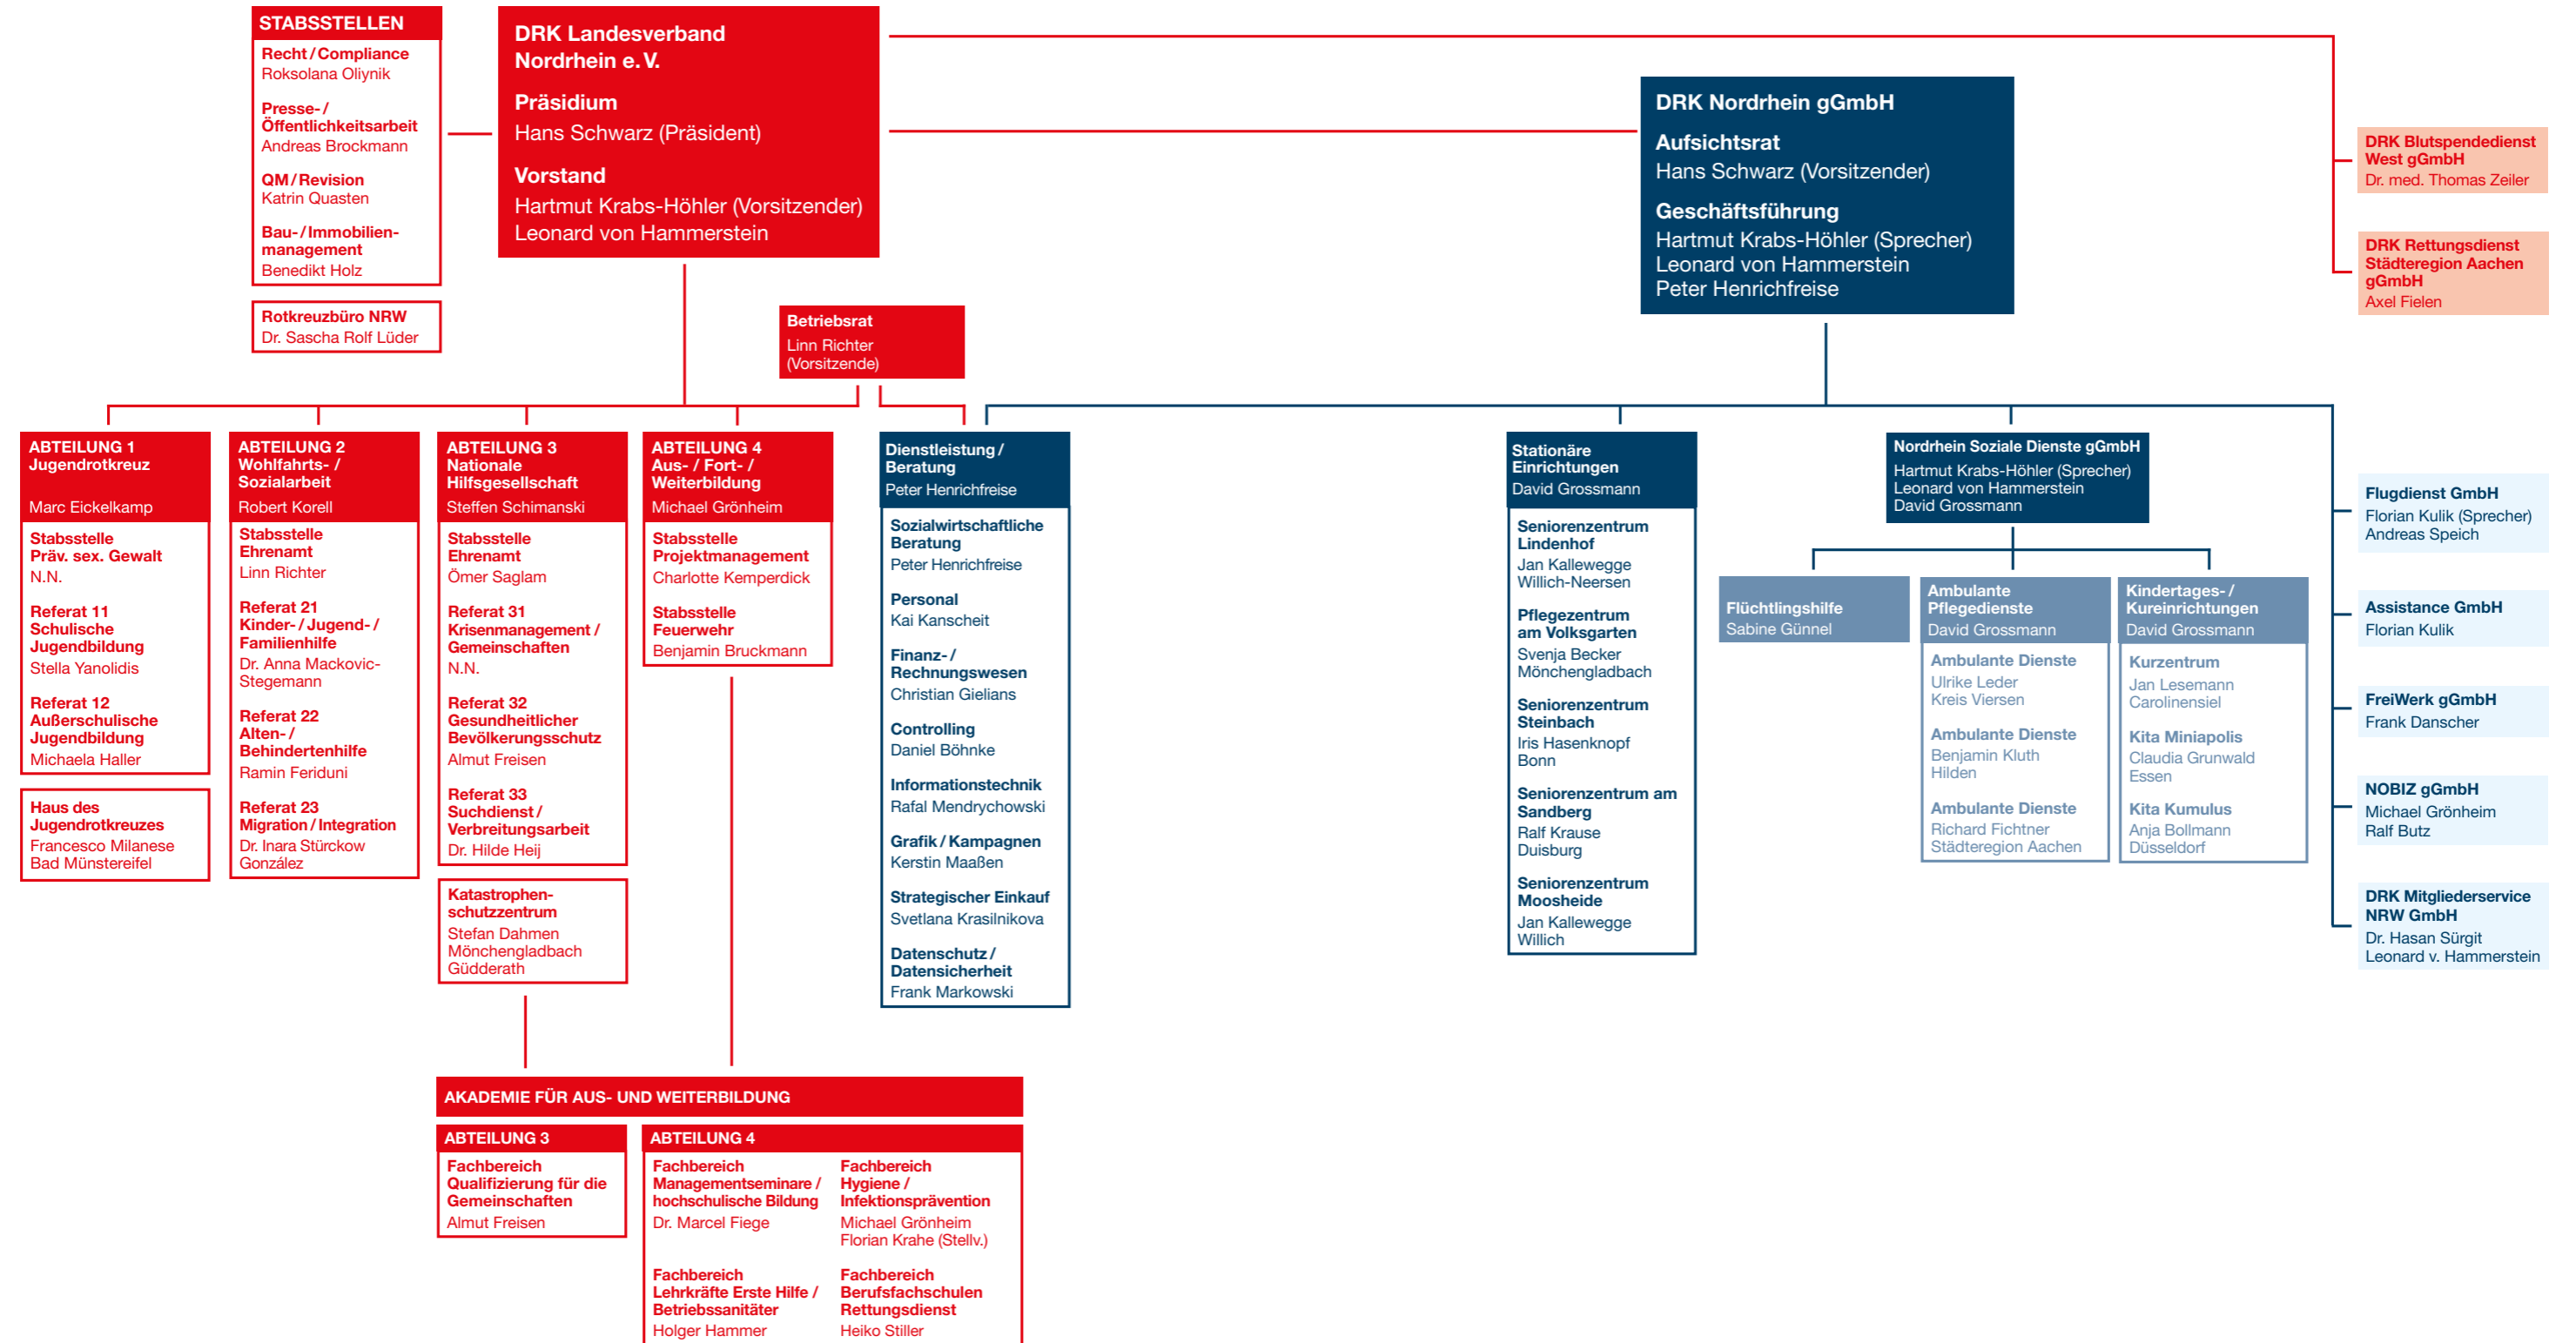 STABSSTELLEN
Recht / Compliance
Roksolana Oliynik
Presse- /
Öffentlichkeitsarbeit
Andreas Brockmann
QM / Revision
Katrin Quasten
Bau- / Immobilien-
management
Benedikt Holz
Rotkreuzbüro NRW
Dr. Sascha Rolf Lüder
DRK Landesverband
Nordrhein e. V.
Präsidium
Hans Schwarz (Präsident)
Vorstand
Hartmut Krabs-Höhler (Vorsitzender)
Leonard von Hammerstein
Betriebsrat
Linn Richter
(Vorsitzende)
DRK Nordrhein gGmbH
Aufsichtsrat
Hans Schwarz (Vorsitzender)
Geschäftsführung
Hartmut Krabs-Höhler (Sprecher)
Leonard von Hammerstein
Peter Henrichfreise
DRK Blutspendedienst
West gGmbH
Dr. med. Thomas Zeiler
DRK Rettungsdienst
Städteregion Aachen
gGmbH
Axel Fielen
ABTEILUNG 1
Jugendrotkreuz
Marc Eickelkamp
Stabsstelle
Präv. sex. Gewalt
N.N.
Referat 11
Schulische
Jugendbildung
Stella Yanolidis
Referat 12
Außerschulische
Jugendbildung
Michaela Haller
Haus des
Jugendrotkreuzes
Francesco Milanese
Bad Münstereifel
ABTEILUNG 2
Wohlfahrts- /
Sozialarbeit
Robert Korell
Stabsstelle
Ehrenamt
Linn Richter
Referat 21
Kinder- / Jugend- /
Familienhilfe
Dr. Anna Mackovic-
Stegemann
Referat 22
Alten- /
Behindertenhilfe
Ramin Feriduni
Referat 23
Migration / Integration
Dr. Inara Stürckow
González
ABTEILUNG 3
Nationale
Hilfsgesellschaft
Steffen Schimanski
Stabsstelle
Ehrenamt
Ömer Saglam
Referat 31
Krisenmanagement /
Gemeinschaften
N.N.
Referat 32
Gesundheitlicher
Bevölkerungsschutz
Almut Freisen
Referat 33
Suchdienst /
Verbreitungsarbeit
Dr. Hilde Heij
Katastrophen-
schutzzentrum
Stefan Dahmen
Mönchengladbach
Güdderath
ABTEILUNG 4
Aus- / Fort- /
Weiterbildung
Michael Grönheim
Stabsstelle
Projektmanagement
Charlotte Kemperdick
Stabsstelle
Feuerwehr
Benjamin Bruckmann
Dienstleistung /
Beratung
Peter Henrichfreise
Sozialwirtschaftliche
Beratung
Peter Henrichfreise
Personal
Kai Kanscheit
Finanz- /
Rechnungswesen
Christian Gielians
Controlling
Daniel Böhnke
Informationstechnik
Rafal Mendrychowski
Grafik / Kampagnen
Kerstin Maaßen
Strategischer Einkauf
Svetlana Krasilnikova
Datenschutz /
Datensicherheit
Frank Markowski
Stationäre
Einrichtungen
David Grossmann
Seniorenzentrum
Lindenhof
Jan Kallewegge
Willich-Neersen
Pflegezentrum
am Volksgarten
Svenja Becker
Mönchengladbach
Seniorenzentrum
Steinbach
Iris Hasenknopf
Bonn
Seniorenzentrum am
Sandberg
Ralf Krause
Duisburg
Seniorenzentrum
Moosheide
Jan Kallewegge
Willich
Nordrhein Soziale Dienste gGmbH
Hartmut Krabs-Höhler (Sprecher)
Leonard von Hammerstein
David Grossmann
Flüchtlingshilfe
Sabine Günnel
Ambulante
Pflegedienste
David Grossmann
Ambulante Dienste
Ulrike Leder
Kreis Viersen
Ambulante Dienste
Benjamin Kluth
Hilden
Ambulante Dienste
Richard Fichtner
Städteregion Aachen
Kindertages- /
Kureinrichtungen
David Grossmann
Kurzentrum
Jan Lesemann
Carolinensiel
Kita Miniapolis
Claudia Grunwald
Essen
Kita Kumulus
Anja Bollmann
Düsseldorf
Flugdienst GmbH
Florian Kulik (Sprecher)
Andreas Speich
Assistance GmbH
Florian Kulik
FreiWerk gGmbH
Frank Danscher
NOBIZ gGmbH
Michael Grönheim
Ralf Butz
DRK Mitgliederservice
NRW GmbH
Dr. Hasan Sürgit
Leonard v. Hammerstein
AKADEMIE FÜR AUS- UND WEITERBILDUNG
ABTEILUNG 3
Fachbereich
Qualifizierung für die
Gemeinschaften
Almut Freisen
ABTEILUNG 4
Fachbereich
Managementseminare /
hochschulische Bildung
Dr. Marcel Fiege
Fachbereich
Hygiene /
Infektionsprävention
Michael Grönheim
Florian Krahe (Stellv.)
Fachbereich
Lehrkräfte Erste Hilfe /
Betriebssanitäter
Holger Hammer
Fachbereich
Berufsfachschulen
Rettungsdienst
Heiko Stiller